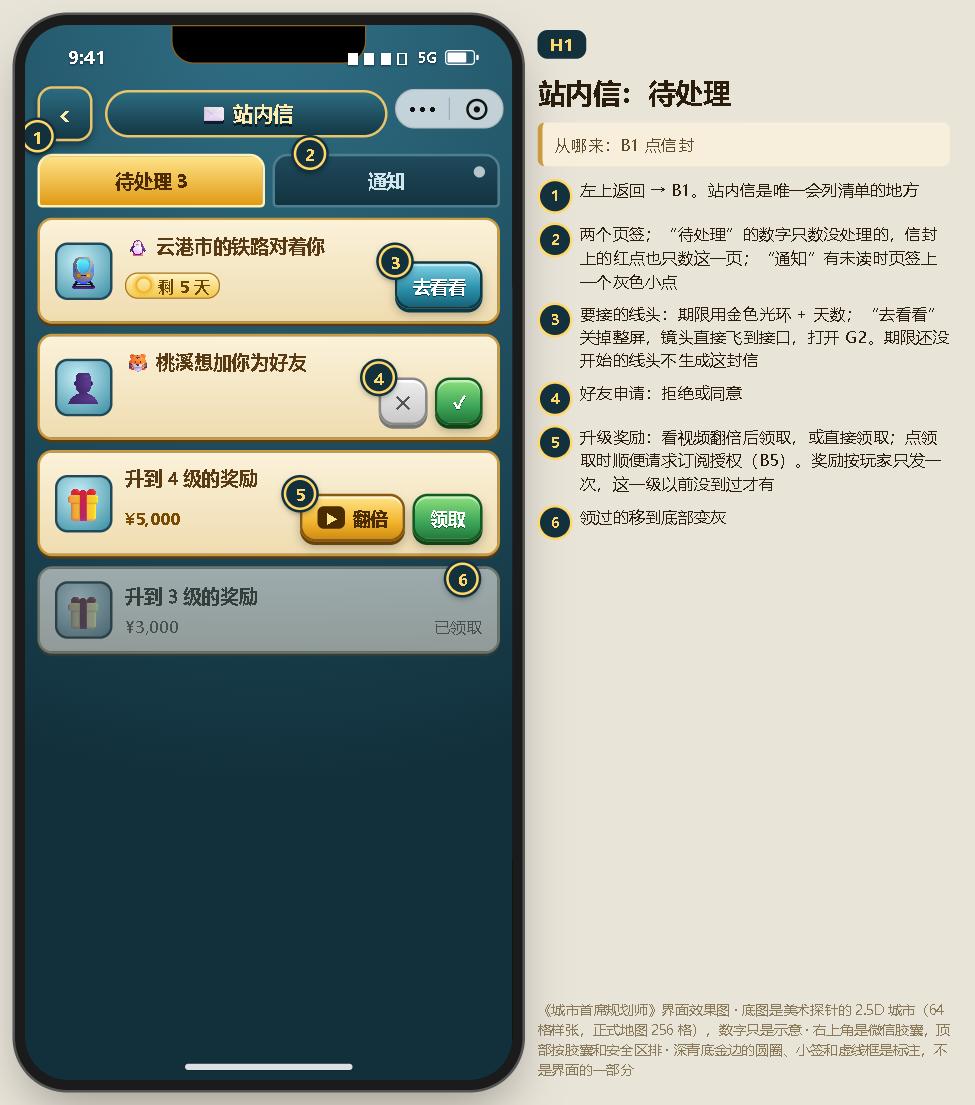 9:41
5G
站内信
1
2
待处理 3
通知
云港市的铁路对着你
剩 5 天
3
去看看
桃溪想加你为好友
4
升到 4 级的奖励
¥5,000
5
翻倍
领取
6
升到 3 级的奖励
¥3,000
已领取
H1
站内信：待处理
从哪来：B1 点信封
1
左上返回 → B1。站内信是唯一会列清单的地方
2
两个页签；“待处理”的数字只数没处理的，信封
上的红点也只数这一页；“通知”有未读时页签上
一个灰色小点
3
要接的线头：期限用金色光环 + 天数；“去看看”
关掉整屏，镜头直接飞到接口，打开 G2。期限还没
开始的线头不生成这封信
4
好友申请：拒绝或同意
5
升级奖励：看视频翻倍后领取，或直接领取；点领
取时顺便请求订阅授权（B5）。奖励按玩家只发一
次，这一级以前没到过才有
6
领过的移到底部变灰
《城市首席规划师》界面效果图 · 底图是美术探针的 2.5D 城市（64
格样张，正式地图 256 格），数字只是示意 · 右上角是微信胶囊，顶
部按胶囊和安全区排 · 深青底金边的圆圈、小签和虚线框是标注，不
是界面的一部分